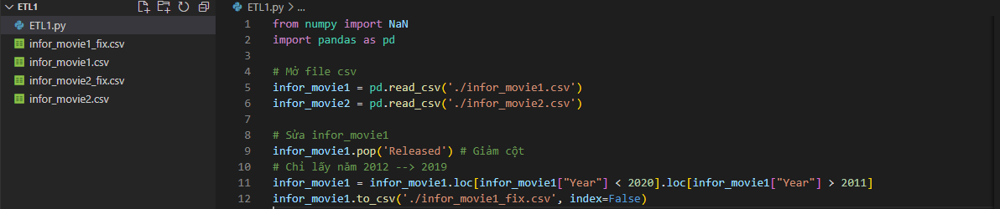 ETL1
ETL1.py
infor_movie1_fix.csv
infor_movie1.csv
infor_movie2_fix.csv
infor_movie2.csv
ETL1.py > ...
1 from numpy import NaN
2 import pandas as pd
3
4 # Mở file csv
5 infor_movie1 = pd.read_csv('./infor_movie1.csv')
6 infor_movie2 = pd.read_csv('./infor_movie2.csv')
7
8 # Sửa infor_movie1
9 infor_movie1.pop('Released') # Giảm cột
10 # Chỉ lấy năm 2012 --> 2019
11 infor_movie1 = infor_movie1.loc[infor_movie1["Year"] < 2020].loc[infor_movie1["Year"] > 2011]
12 infor_movie1.to_csv('./infor_movie1_fix.csv', index=False)